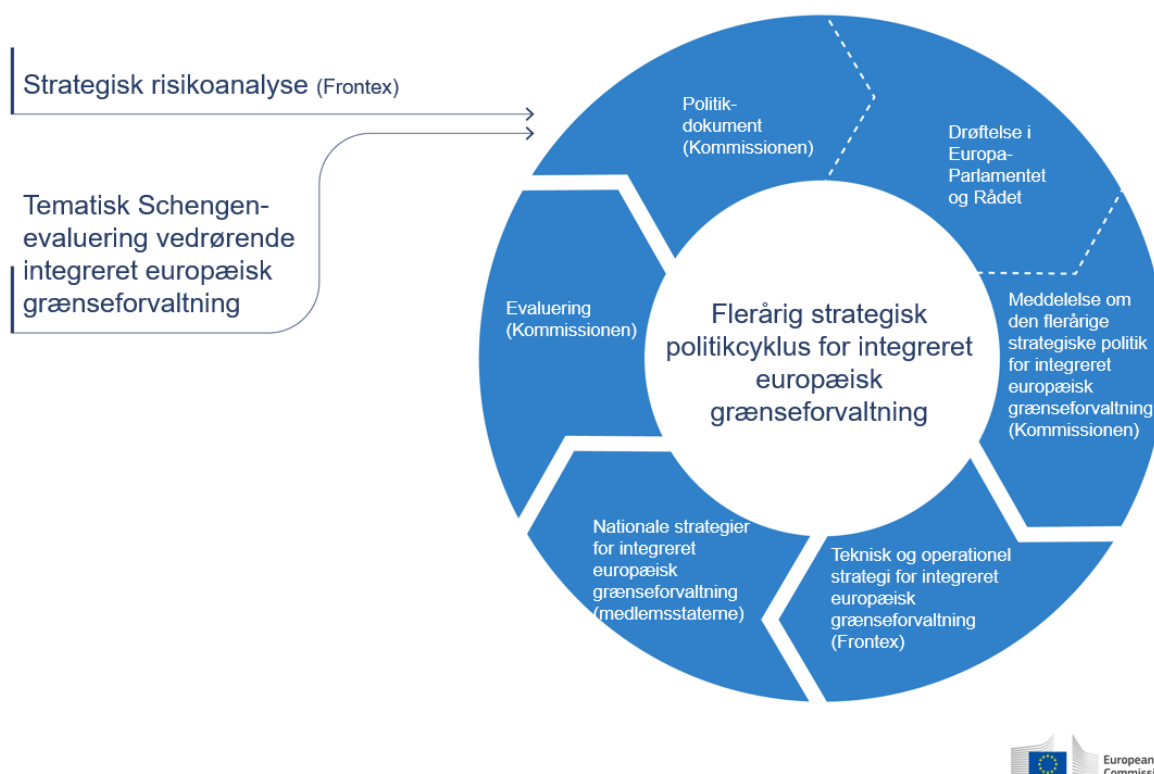 Strategisk risikoanalyse (Frontex)
Tematisk Schengen-
evaluering vedrørende
integreret europæisk
grænseforvaltning
Politik-
dokument
(Kommissionen)
Drøftelse i
Europa-
Parlamentet
og Rådet
Meddelelse om
den flerårige
strategiske politik
for integreret
europæisk
grænseforvaltning
(Kommissionen)
Teknisk og operationel
strategi for integreret
europæisk
grænseforvaltning
(Frontex)
Nationale strategier
for integreret
europæisk
grænseforvaltning
(medlemsstaterne)
Evaluering
(Kommissionen)
Flerårig strategisk
politikcyklus for integreret
europæisk
grænseforvaltning
European